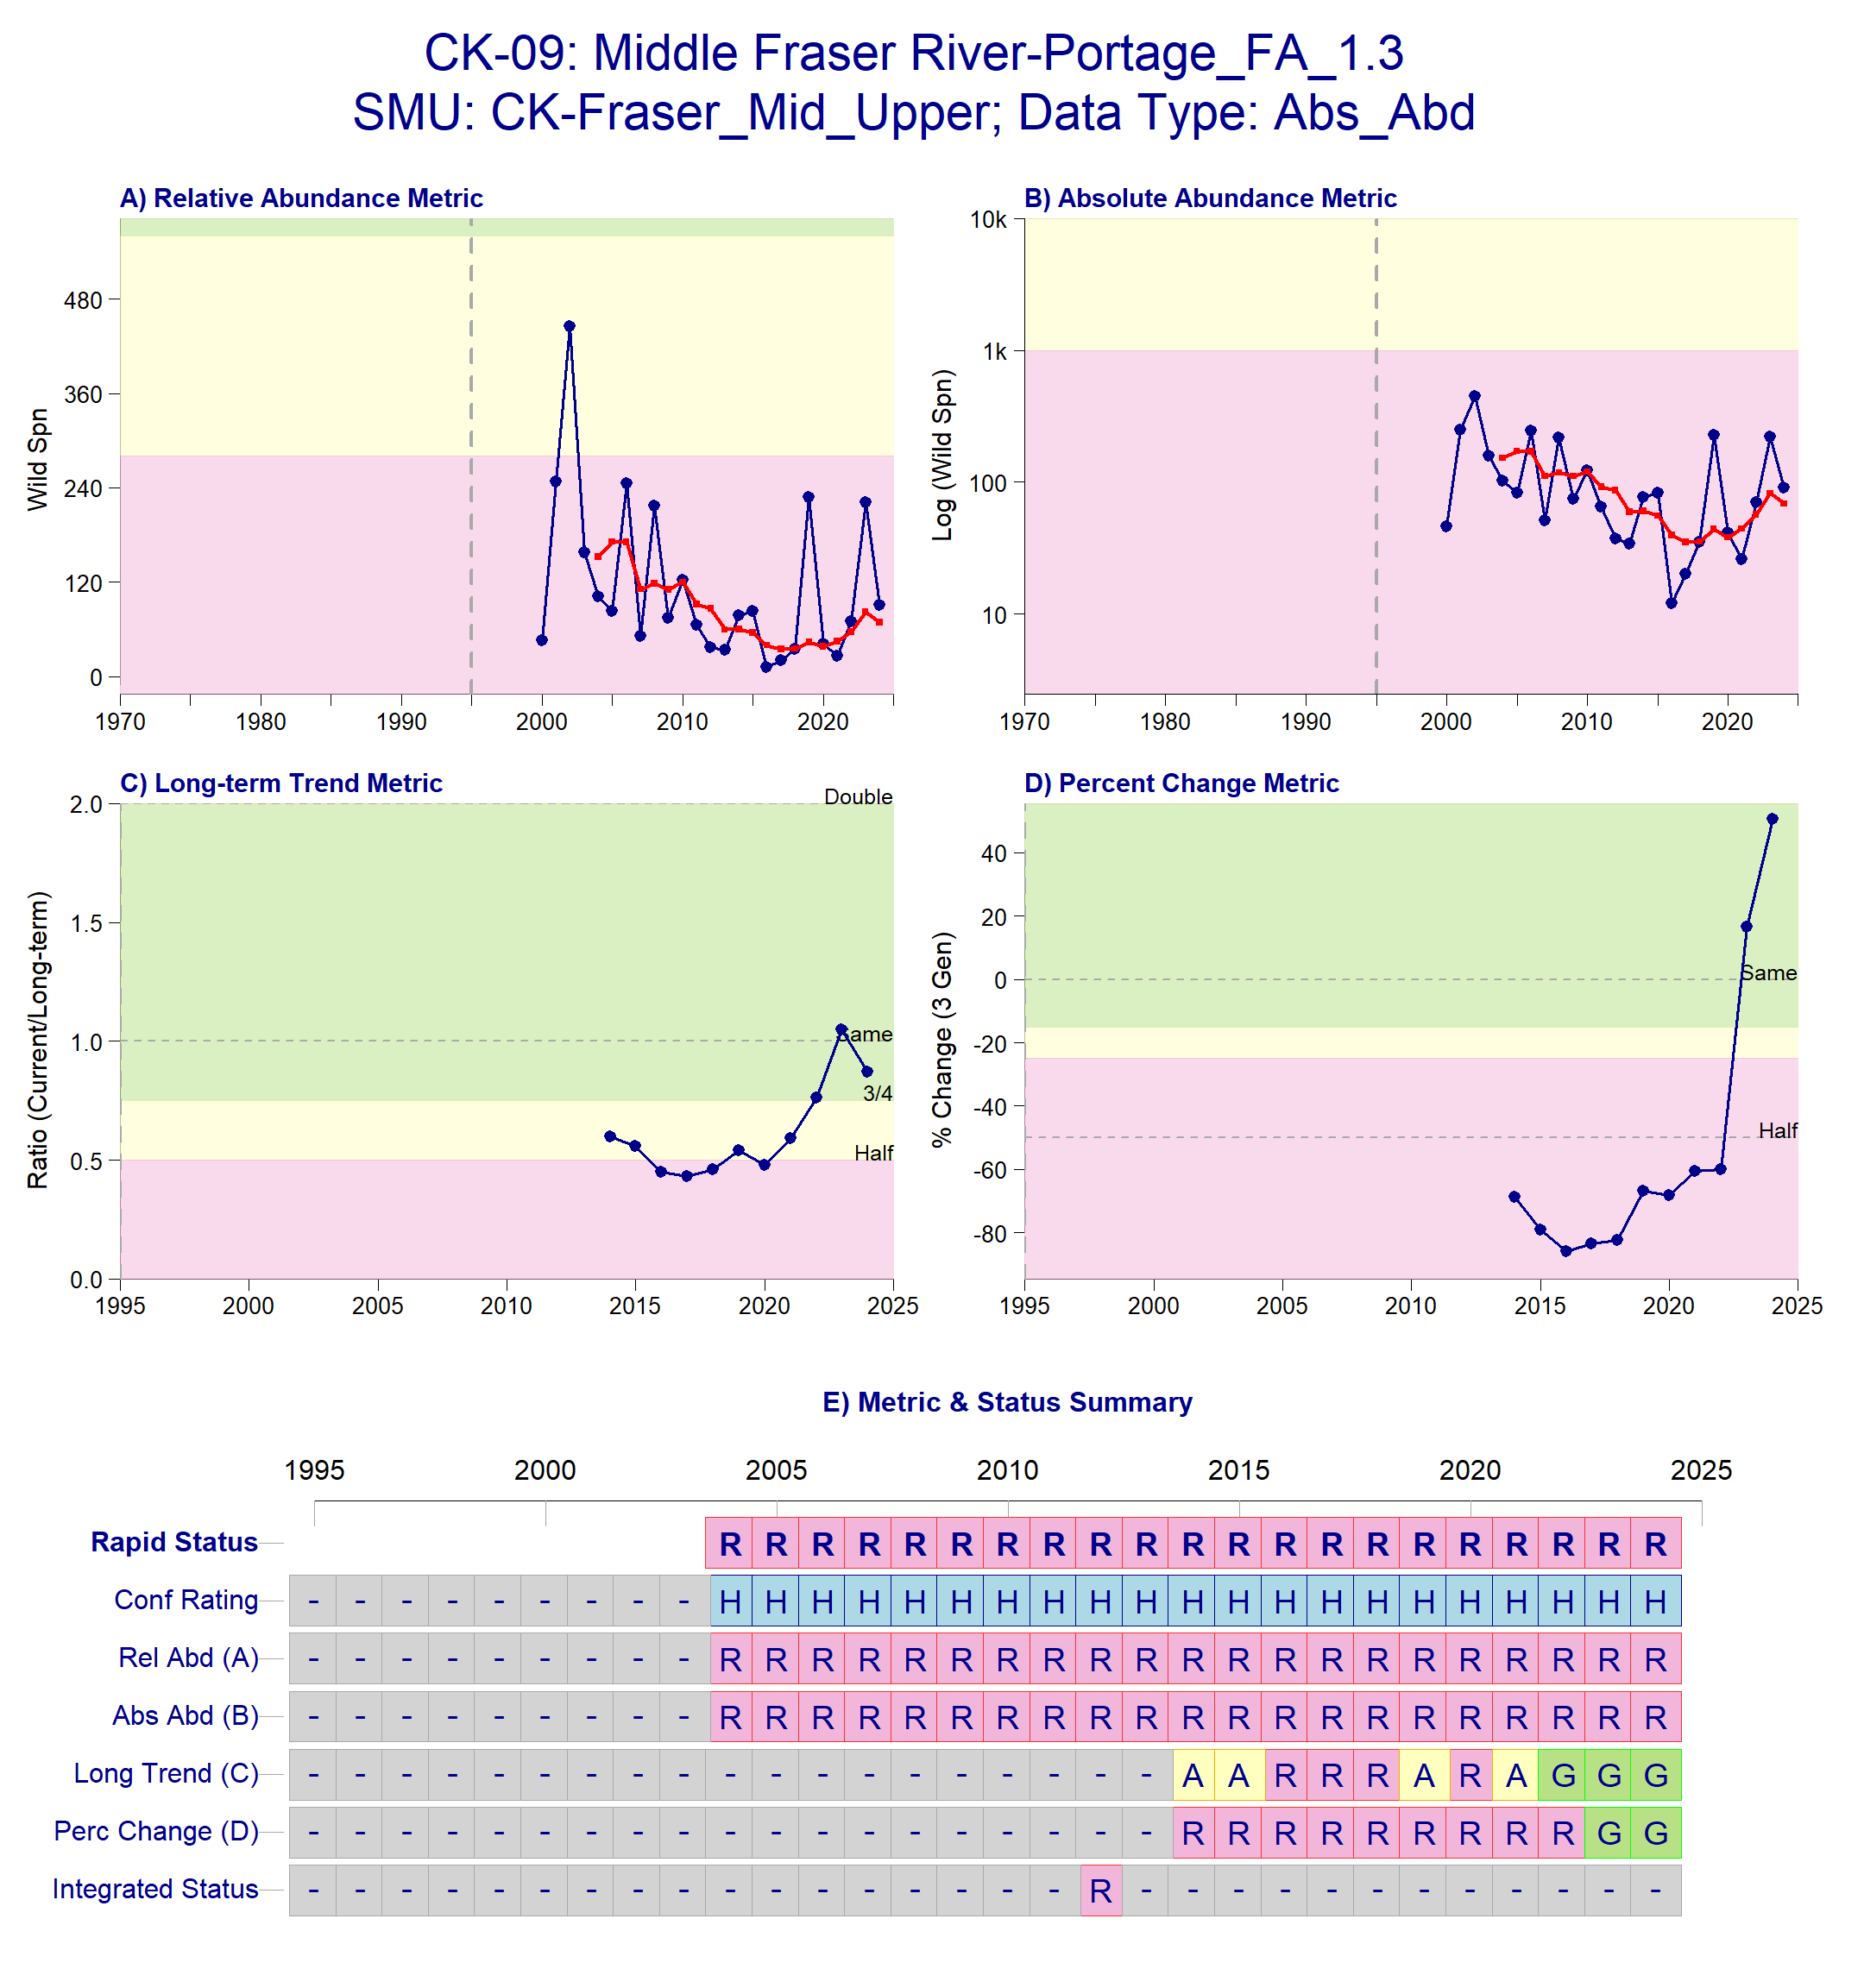 CK-09: Middle Fraser River-Portage_FA_1.3
SMU: CK-Fraser_Mid_Upper; Data Type: Abs_Abd
A) Relative Abundance Metric
Wild Spn
480
360
240
120
0
1970 1980 1990 2000 2010 2020
B) Absolute Abundance Metric
Log (Wild Spn)
10k
1k
100
10
1970 1980 1990 2000 2010 2020
C) Long-term Trend Metric
Ratio (Current/Long-term)
2.0
1.5
1.0
0.5
0.0
Double
Same
3/4
Half
1995 2000 2005 2010 2015 2020 2025
D) Percent Change Metric
% Change (3 Gen)
40
20
0
-20
-40
-60
-80
Same
Half
1995 2000 2005 2010 2015 2020 2025
E) Metric & Status Summary
1995 2000 2005 2010 2015 2020 2025
Rapid Status R R R R R R R R R R R R R R R R R R R R R
Conf Rating - - - - - - - - - H H H H H H H H H H H H H H H H H H H H H
Rel Abd (A) - - - - - - - - - R R R R R R R R R R R R R R R R R R R R R
Abs Abd (B) - - - - - - - - - R R R R R R R R R R R R R R R R R R R R R
Long Trend (C) - - - - - - - - - - - - - - - - - - - A A R R R A R A G G G
Perc Change (D) - - - - - - - - - - - - - - - - - - - R R R R R R R R R G G
Integrated Status - - - - - - - - - - - - - - - - - R - - - - - - - - - - - -